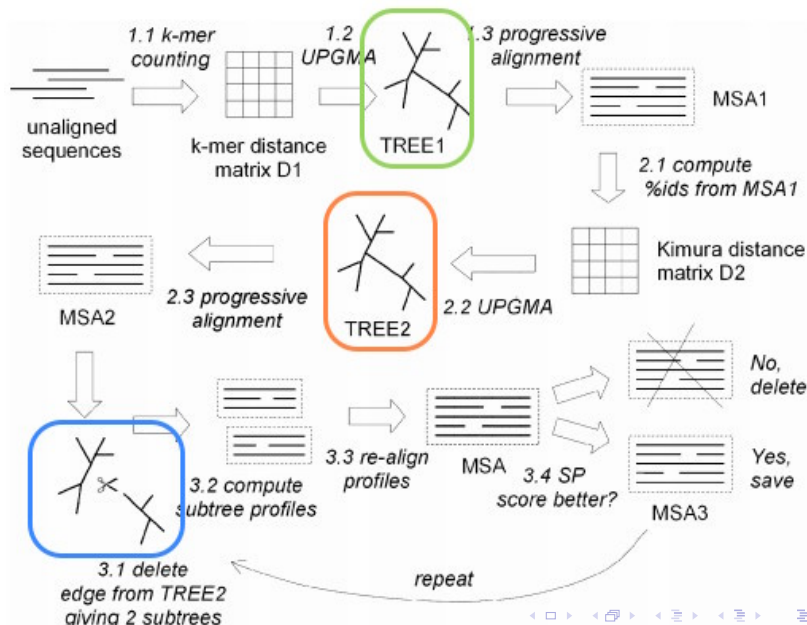 1.1 k-mer
counting
1.2
UPGMA
1.3 progressive
alignment
unaligned
sequences
k-mer distance
matrix D1
TREE1
MSA1
2.1 compute
%ids from MSA1
Kimura distance
matrix D2
2.2 UPGMA
TREE2
2.3 progressive
alignment
MSA2
3.1 delete
edge from TREE2
giving 2 subtrees
3.2 compute
subtree profiles
3.3 re-align
profiles
MSA
3.4 SP
score better?
No,
delete
Yes,
save
MSA3
repeat